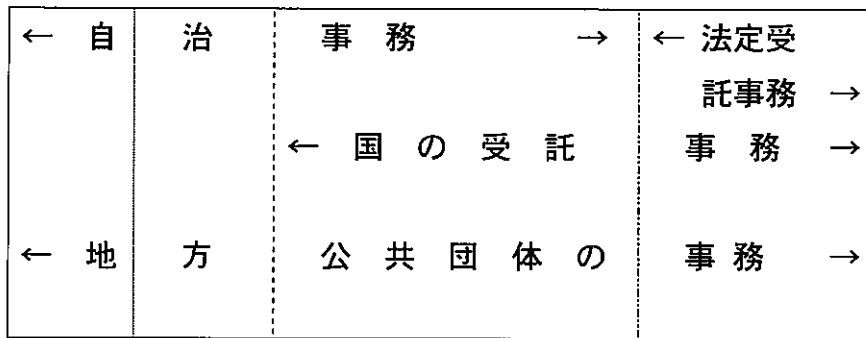 ← 自 治 事 務 → ← 法定受
託事務 →
← 国 の 受 託 事 務 →
← 地 方 公 共 団 体 の 事 務 →